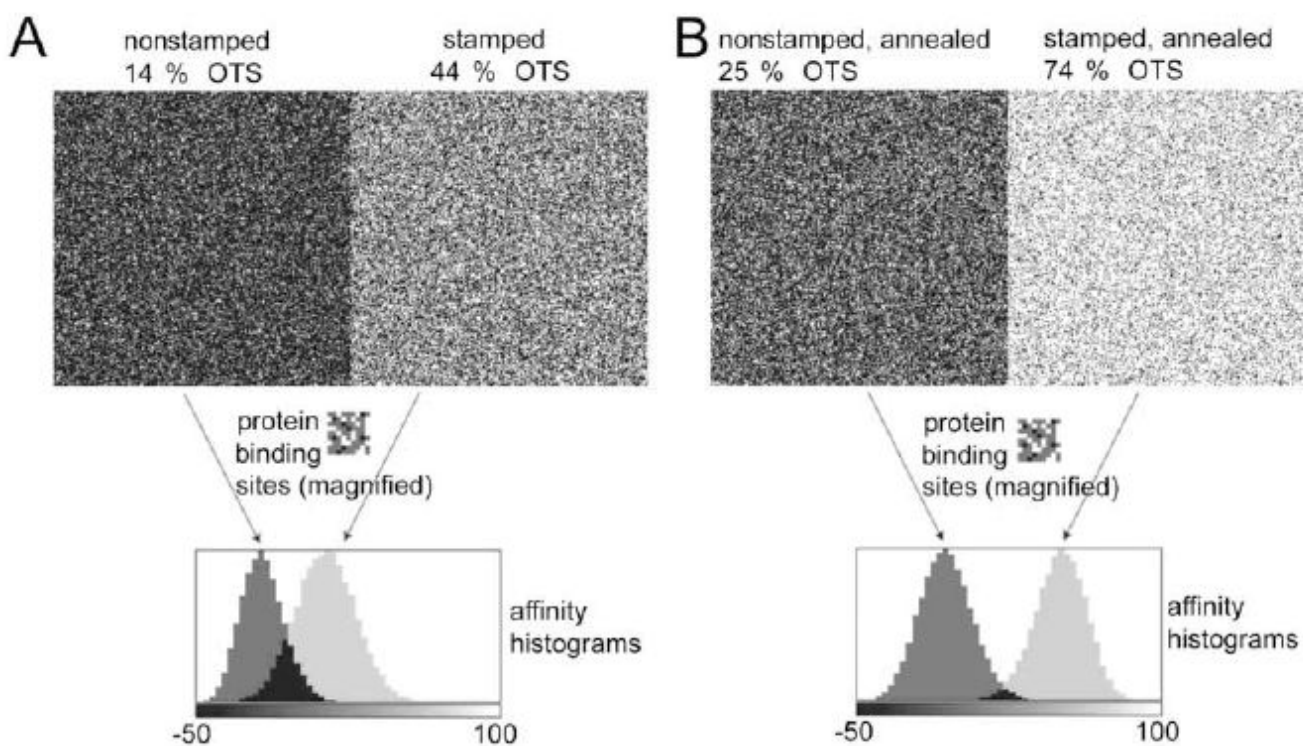 A
nonstamped
14 % OTS
stamped
44 % OTS
protein
binding
sites (magnified)
affinity
histograms
-50
100
B
nonstamped, annealed
25 % OTS
stamped, annealed
74 % OTS
protein
binding
sites (magnified)
affinity
histograms
-50
100